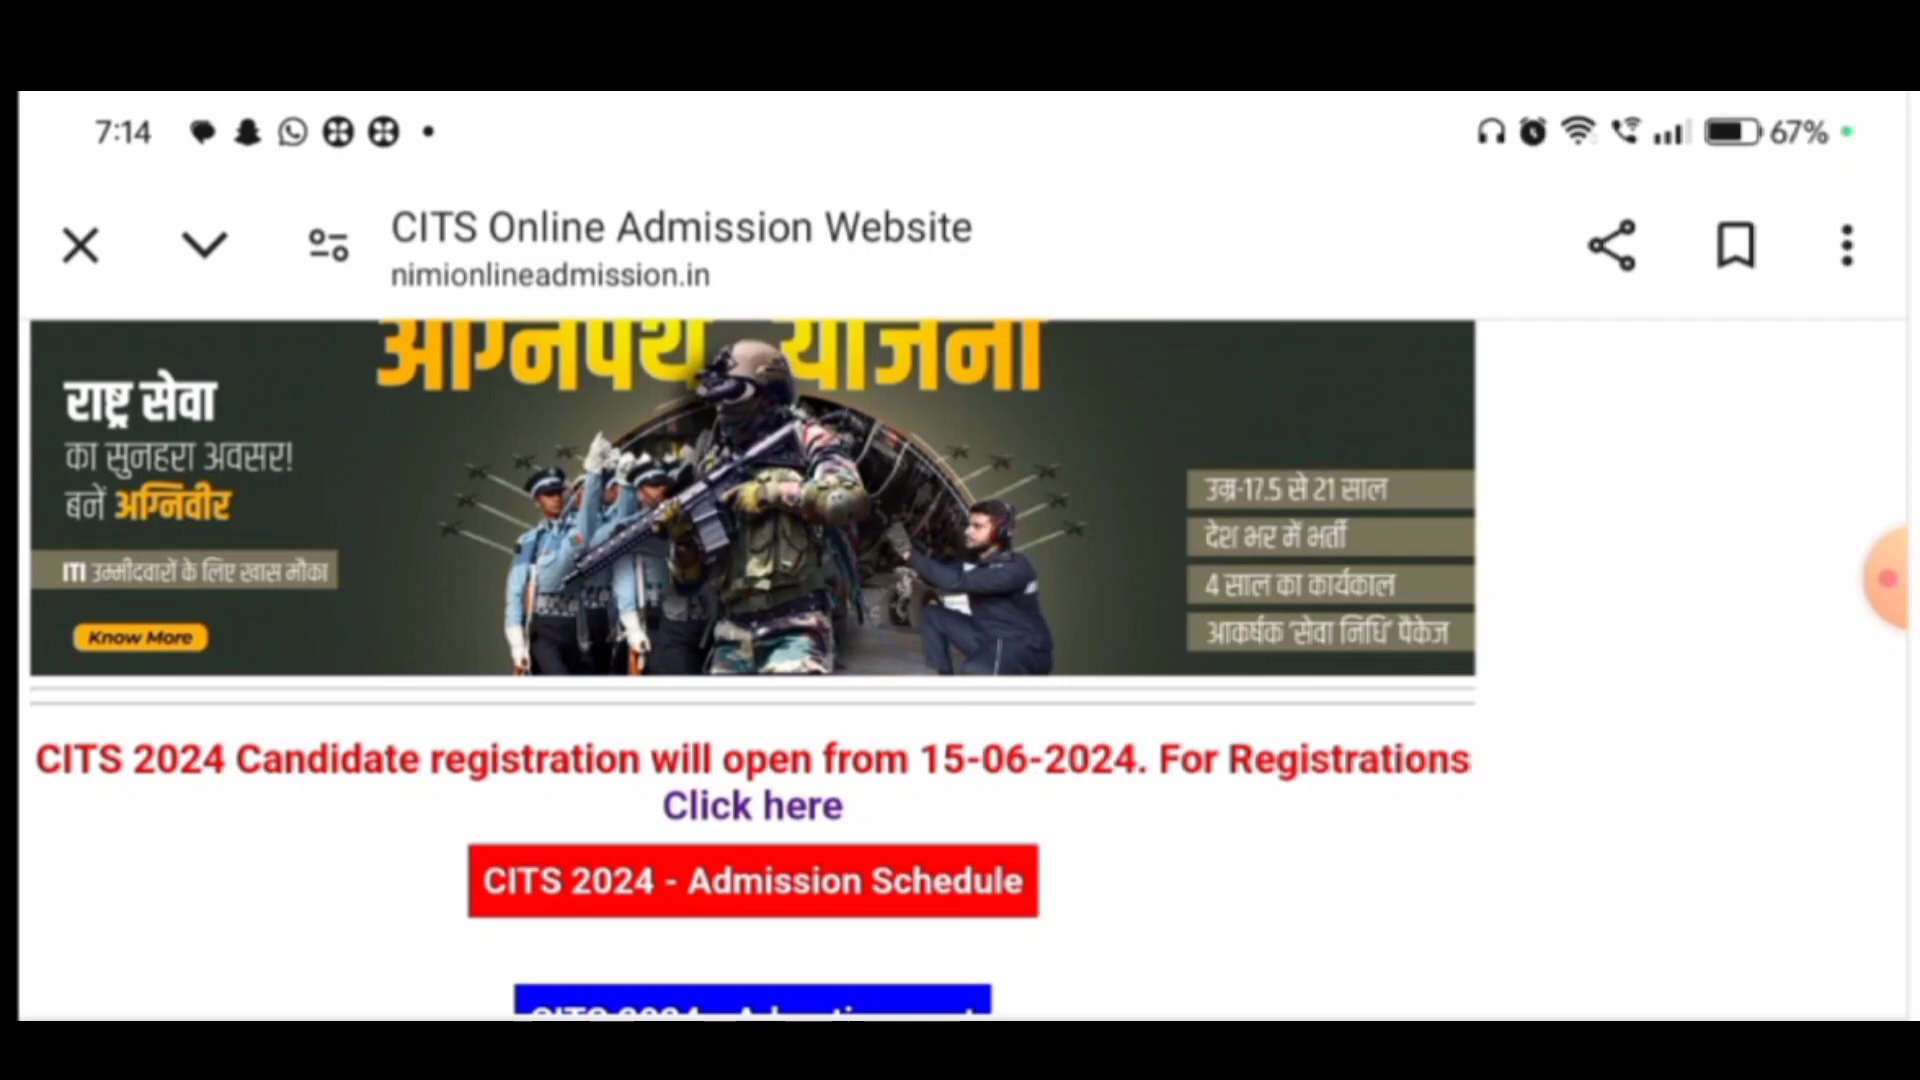 7:14
67%
CITS Online Admission Website
nimionlineadmission.in
अग्निपथ योजना
राष्ट्र सेवा
का सुनहरा अवसर!
बनें अग्निवीर
ITI उम्मीदवारों के लिए खास मौका
Know More
उम्र-17.5 से 21 साल
देश भर में भर्ती
4 साल का कार्यकाल
आकर्षक 'सेवा निधि' पैकेज
CITS 2024 Candidate registration will open from 15-06-2024. For Registrations
Click here
CITS 2024 - Admission Schedule
CITS 2024 -